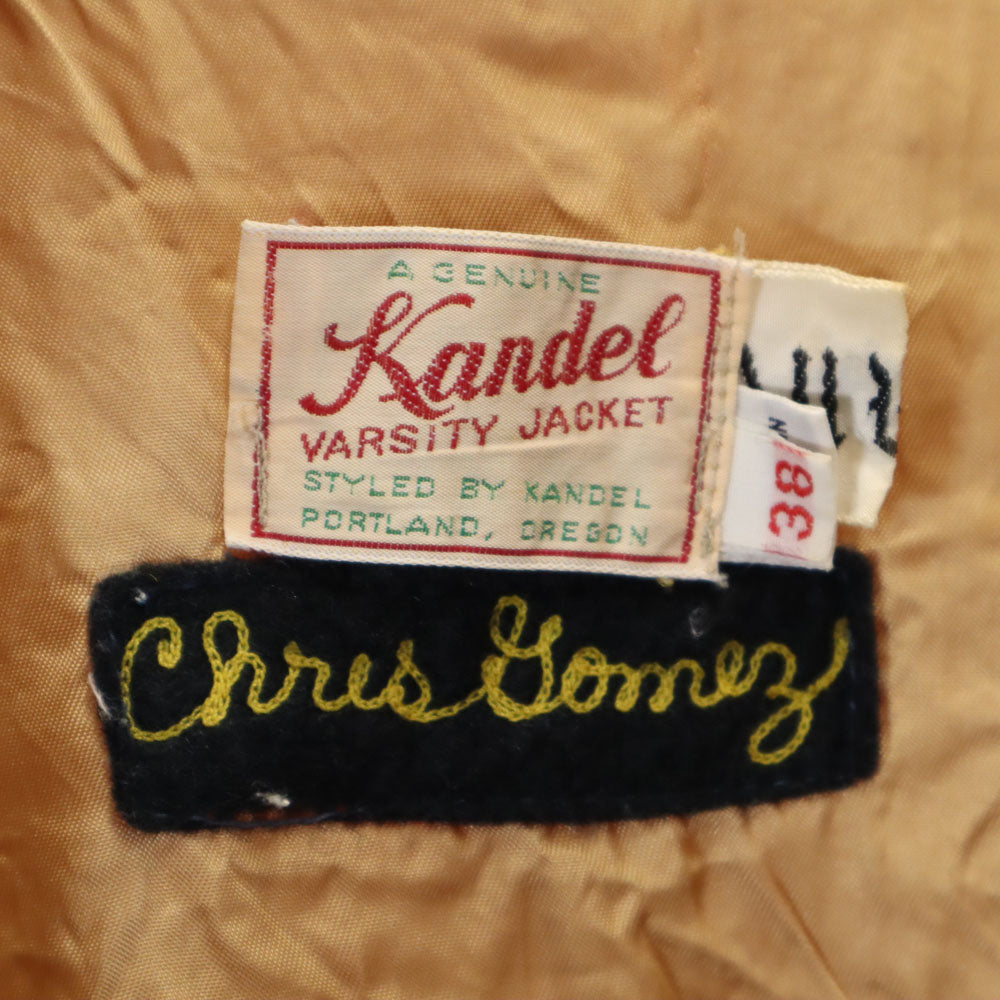 A GENUINE
Kandel
VARSITY JACKET
STYLED BY KANDEL
PORTLAND, OREGON
38
Chris Gomez